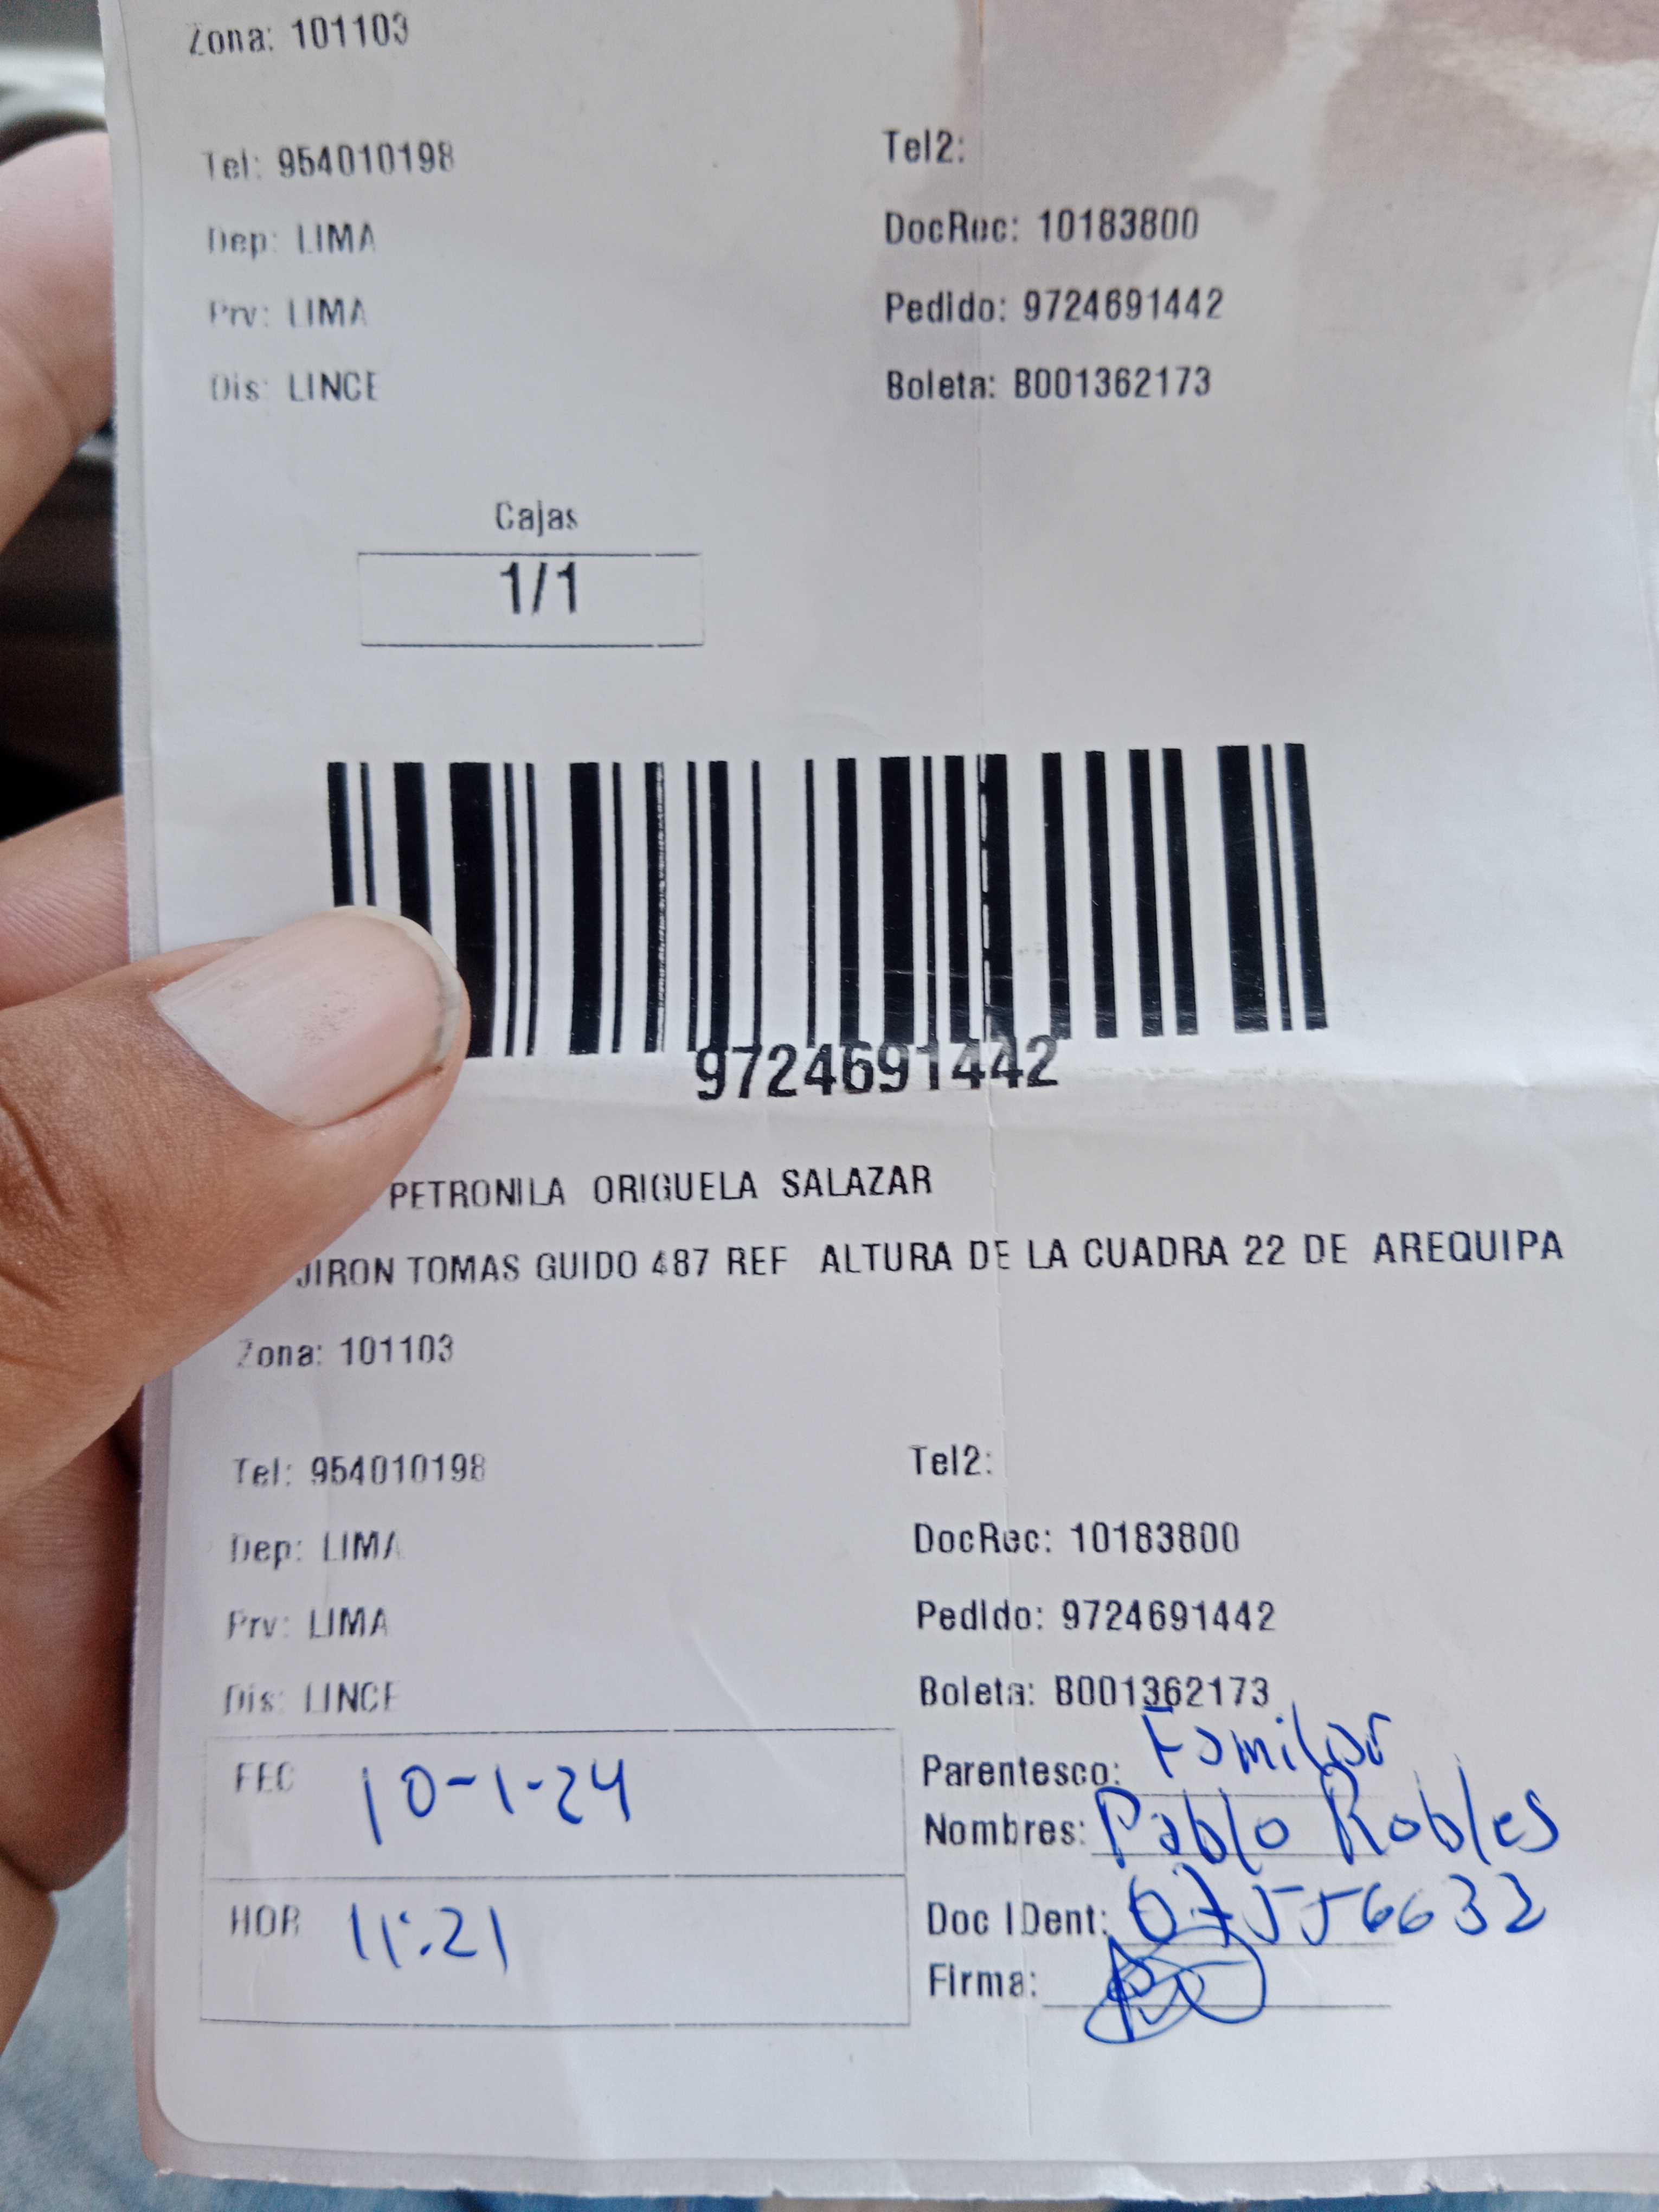 Zona: 101103
Tel: 954010198
Tel2:
Dep: LIMA
DocRec: 10183800
Prv: LIMA
Pedido: 9724691442
Dis: LINCE
Boleta: B001362173
Cajas
1/1
9724691442
PETRONILA ORIGUELA SALAZAR
JIRON TOMAS GUIDO 487 REF ALTURA DE LA CUADRA 22 DE AREQUIPA
Zona: 101103
Tel: 954010198
Tel2:
Dep: LIMA
DocRec: 10183800
Prv: LIMA
Pedido: 9724691442
Dis: LINCE
Boleta: B001362173
FEC 10-1-24
Parentesco: Familiar
Nombres: Pablo Robles
HOR 11:21
Doc IDent: 07556632
Firma: